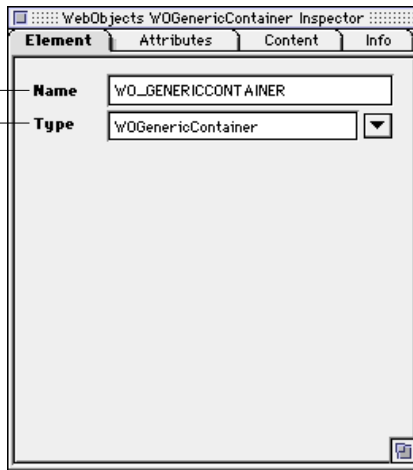 WebObjects WOGenericContainer Inspector
Element Attributes Content Info
Name WO_GENERICCONTAINER
Type WOGenericContainer